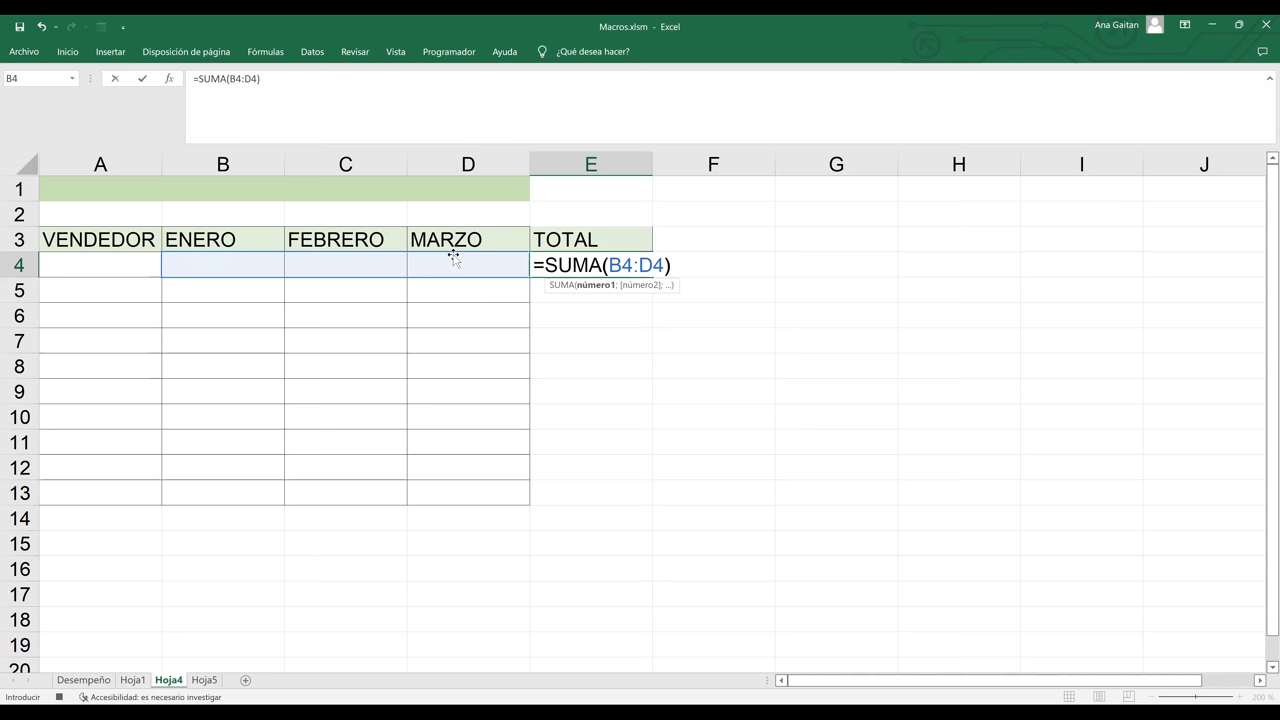 Macros.xlsm - Excel
Ana Gaitan
Archivo Inicio Insertar Disposición de página Fórmulas Datos Revisar Vista Programador Ayuda ¿Qué desea hacer?
B4 fx =SUMA(B4:D4)
A B C D E F G H I J
1
2
3 VENDEDOR ENERO FEBRERO MARZO TOTAL
4 =SUMA(B4:D4)
SUMA(número1; [número2]; ...)
5
6
7
8
9
10
11
12
13
14
15
16
17
18
19
20
Desempeño Hoja1 Hoja4 Hoja5
Introducir Accesibilidad: es necesario investigar 200 %